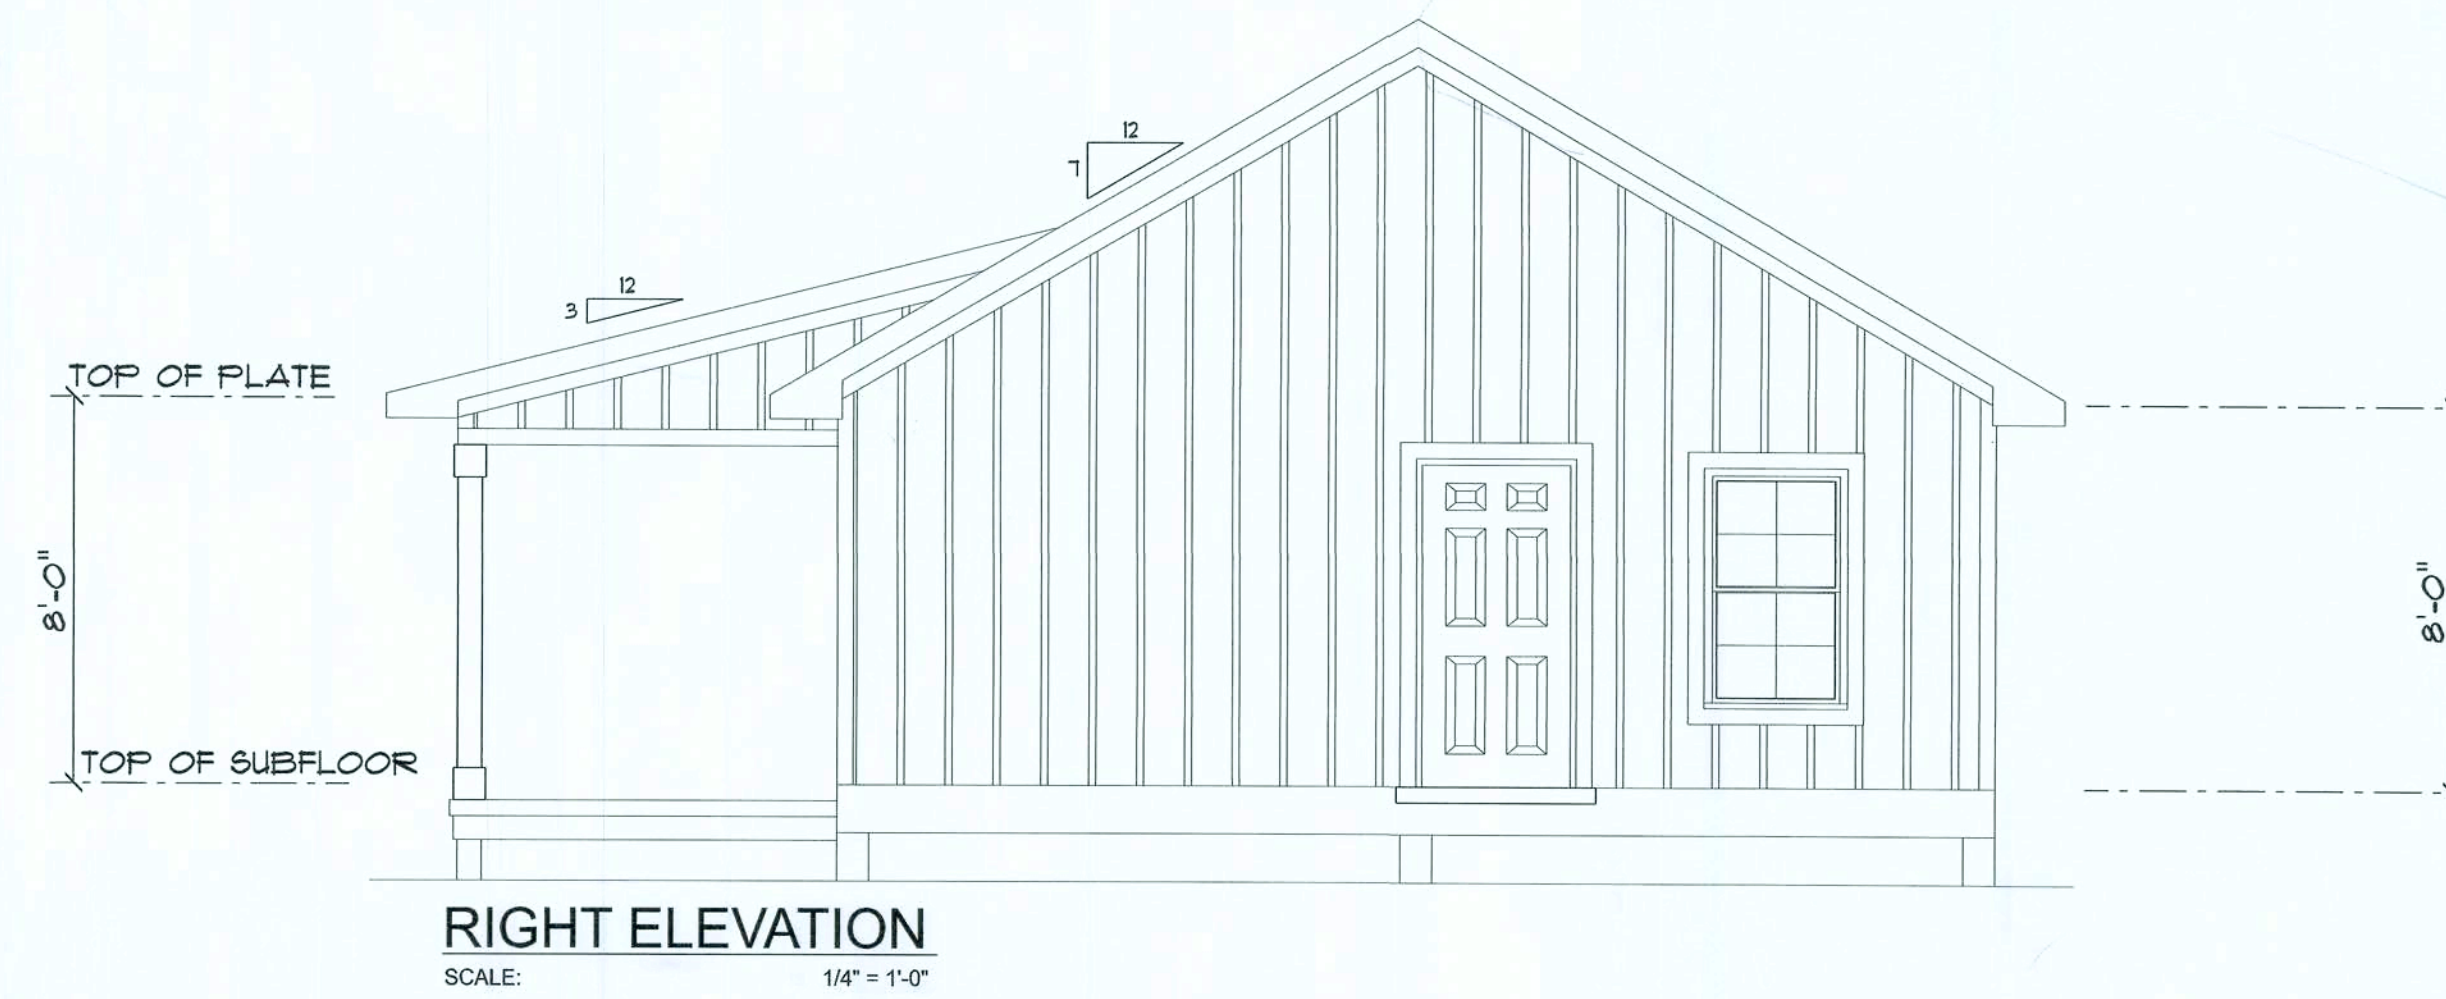 12
7
12
3
TOP OF PLATE
8'-0"
8'-0"
TOP OF SUBFLOOR
RIGHT ELEVATION
SCALE: 1/4" = 1'-0"